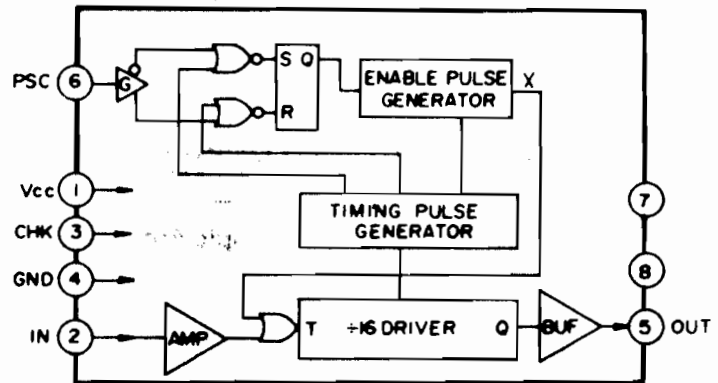 PSC 6 G S Q R
ENABLE PULSE
GENERATOR
X
Vcc 1
TIMING PULSE
GENERATOR
7
CHK 3
GND 4
8
IN 2 AMP T ÷16 DRIVER Q BUF 5 OUT